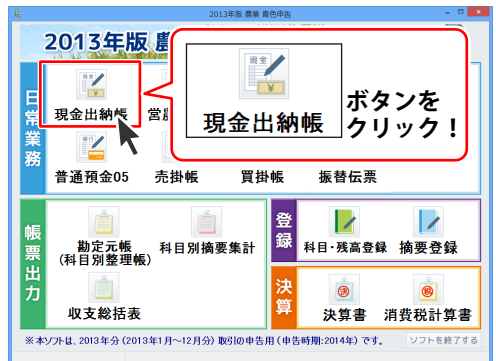 2013年版 農業 青色申告
2013年版 農
日常業務
現金
現金出納帳
営農
現金
現金出納帳
ボタンを
クリック！
銀行
普通預金05
売掛帳
買掛帳
振替伝票
帳票出力
勘定元帳
(科目別整理帳)
科目別摘要集計
収支総括表
登録
科目・残高登録
摘要登録
決算
決算書
消費税計算書
※本ソフトは、2013年分(2013年1月～12月分)取引の申告用(申告時期:2014年)です。
ソフトを終了する